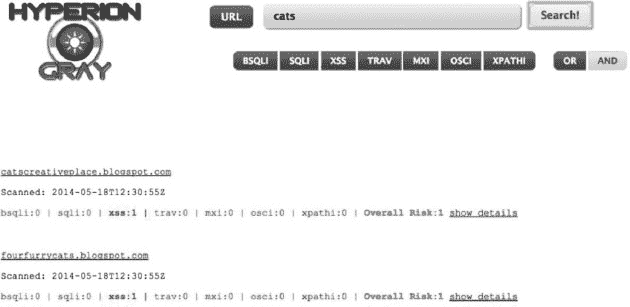 HYPERION
GRAY
URL cats Search!
BSQLI SQLI XSS TRAV MXI OSCI XPATHI OR AND
catscreativeplace.blogspot.com
Scanned: 2014-05-18T12:30:55Z
bsqli:0 | sqli:0 | xss:1 | trav:0 | mxi:0 | osci:0 | xpathi:0 | Overall Risk:1 show details
fourfurrycats.blogspot.com
Scanned: 2014-05-18T12:30:55Z
bsqli:0 | sqli:0 | xss:1 | trav:0 | mxi:0 | osci:0 | xpathi:0 | Overall Risk:1 show details